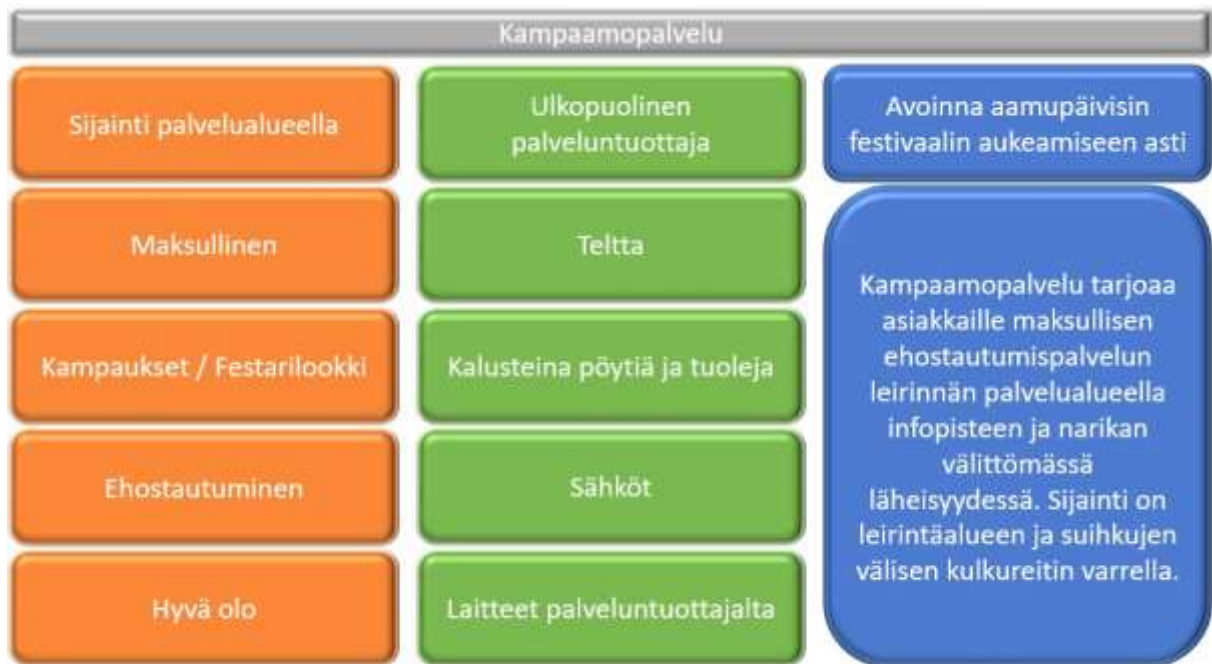 Kampaamopalvelu
Sijainti palvelualueella
Maksullinen
Kampaukset / Festarilookki
Ehostautuminen
Hyvä olo
Ulkopuolinen
palveluntuottaja
Teltta
Kalusteina pöytiä ja tuoleja
Sähköt
Laitteet palveluntuottajalta
Avoinna aamupäivisin
festivaalin aukeamiseen asti
Kampaamopalvelu tarjoaa
asiakkaille maksullisen
ehostautumispalvelun
leirinnän palvelualueella
infopisteen ja narikan
välittömässä
läheisyydessä. Sijainti on
leirintäalueen ja suihkujen
välisen kulkureitin varrella.